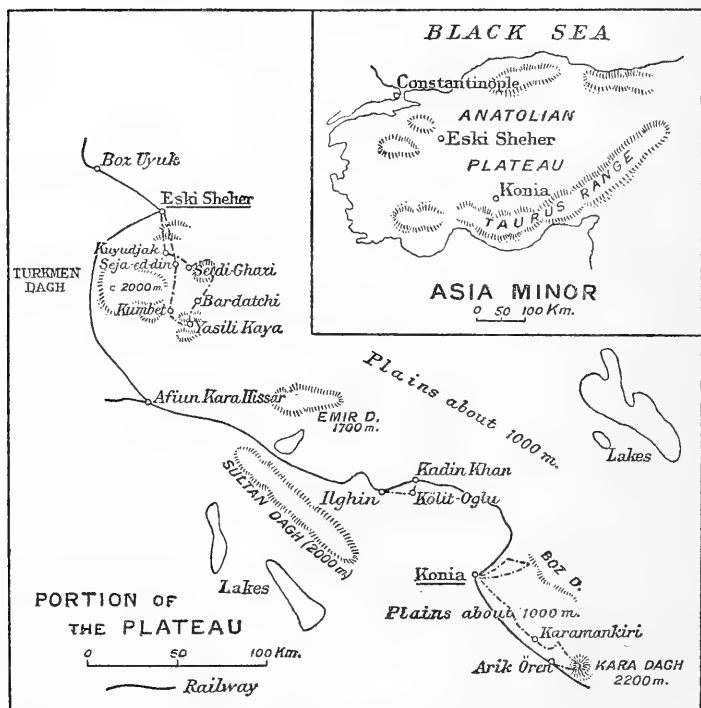 BLACK SEA
Constantinople
ANATOLIAN
Eski Sheher
PLATEAU
Konia
TAURUS RANGE
ASIA MINOR
0 50 100 Km.
Boz Uyuk
Eski Sheher
Kuyudjak
Seja-ed-din
Seidi-Ghazi
TURKMEN
DAGH
c 2000 m.
Bardatchi
Kumbet
Yasili Kaya
Plains about 1000 m.
Afiun Kara Hissar
EMIR D.
1700 m.
Lakes
Kadin Khan
Ilghin
Kölit-Oglu
SULTAN DAGH (2000 m)
Lakes
Konia
BOZ D.
Plains about 1000 m.
Karamankiri
Arik Ören
KARA DAGH
2200 m.
PORTION OF
THE PLATEAU
0 50 100 Km.
Railway